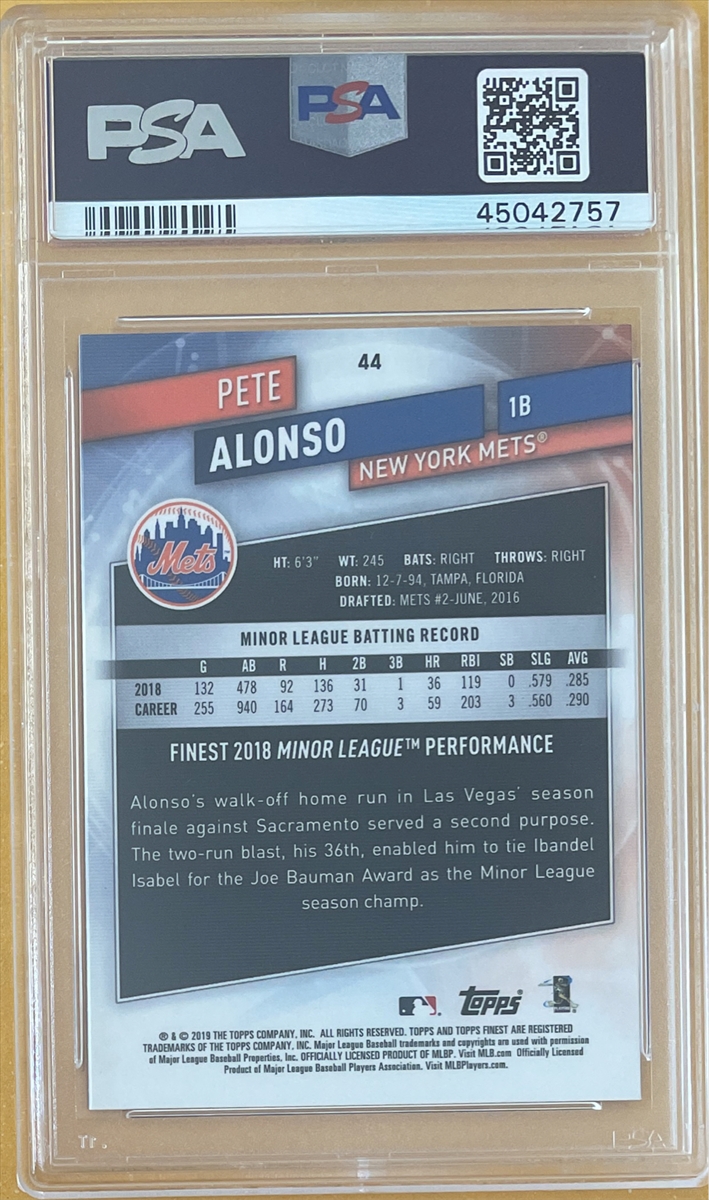 PSA
PSA
45042757
44
PETE
ALONSO
1B
NEW YORK METS®
Mets
HT: 6'3" WT: 245 BATS: RIGHT THROWS: RIGHT
BORN: 12-7-94, TAMPA, FLORIDA
DRAFTED: METS #2-JUNE, 2016
MINOR LEAGUE BATTING RECORD
G AB R H 2B 3B HR RBI SB SLG AVG
2018 132 478 92 136 31 1 36 119 0 .579 .285
CAREER 255 940 164 273 70 3 59 203 3 .560 .290
FINEST 2018 MINOR LEAGUE™ PERFORMANCE
Alonso's walk-off home run in Las Vegas' season
finale against Sacramento served a second purpose.
The two-run blast, his 36th, enabled him to tie Ibandel
Isabel for the Joe Bauman Award as the Minor League
season champ.
TOPPS
® & © 2019 THE TOPPS COMPANY, INC. ALL RIGHTS RESERVED. TOPPS AND TOPPS FINEST ARE REGISTERED
TRADEMARKS OF THE TOPPS COMPANY, INC. Major League Baseball trademarks and copyrights are used with permission
of Major League Baseball Properties, Inc. OFFICIALLY LICENSED PRODUCT OF MLBP. Visit MLB.com Officially Licensed
Product of Major League Baseball Players Association. Visit MLBPlayers.com.
PSA